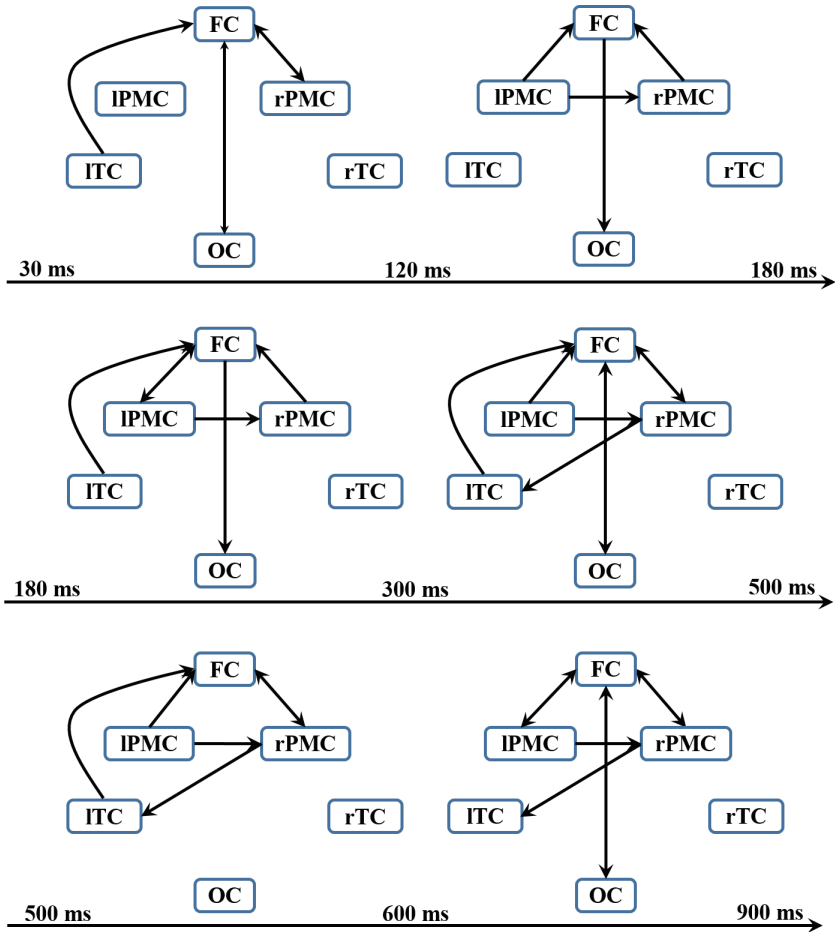 FC
FC
lPMC
rPMC
lPMC
rPMC
lTC
rTC
lTC
rTC
OC
OC
30 ms
120 ms
180 ms
FC
FC
lPMC
rPMC
lPMC
rPMC
lTC
rTC
lTC
rTC
OC
OC
180 ms
300 ms
500 ms
FC
FC
lPMC
rPMC
lPMC
rPMC
lTC
rTC
lTC
rTC
OC
OC
500 ms
600 ms
900 ms